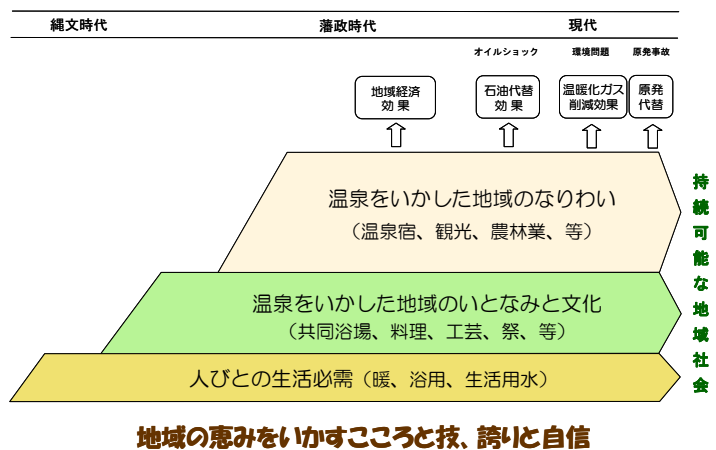 縄文時代 藩政時代 現代
オイルショック 環境問題 原発事故
地域経済
効果
石油代替
効果
温暖化ガス
削減効果
原発
代替
温泉をいかした地域のなりわい
（温泉宿、観光、農林業、等）
温泉をいかした地域のいとなみと文化
（共同浴場、料理、工芸、祭、等）
人びとの生活必需（暖、浴用、生活用水）
持続可能な地域社会
地域の恵みをいかすこころと技、誇りと自信